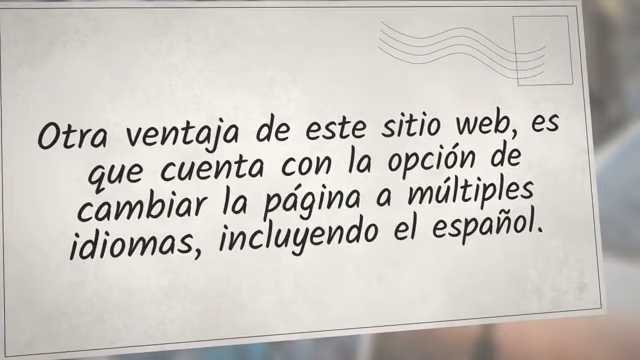 Otra ventaja de este sitio web, es
que cuenta con la opción de
cambiar la página a múltiples
idiomas, incluyendo el español.